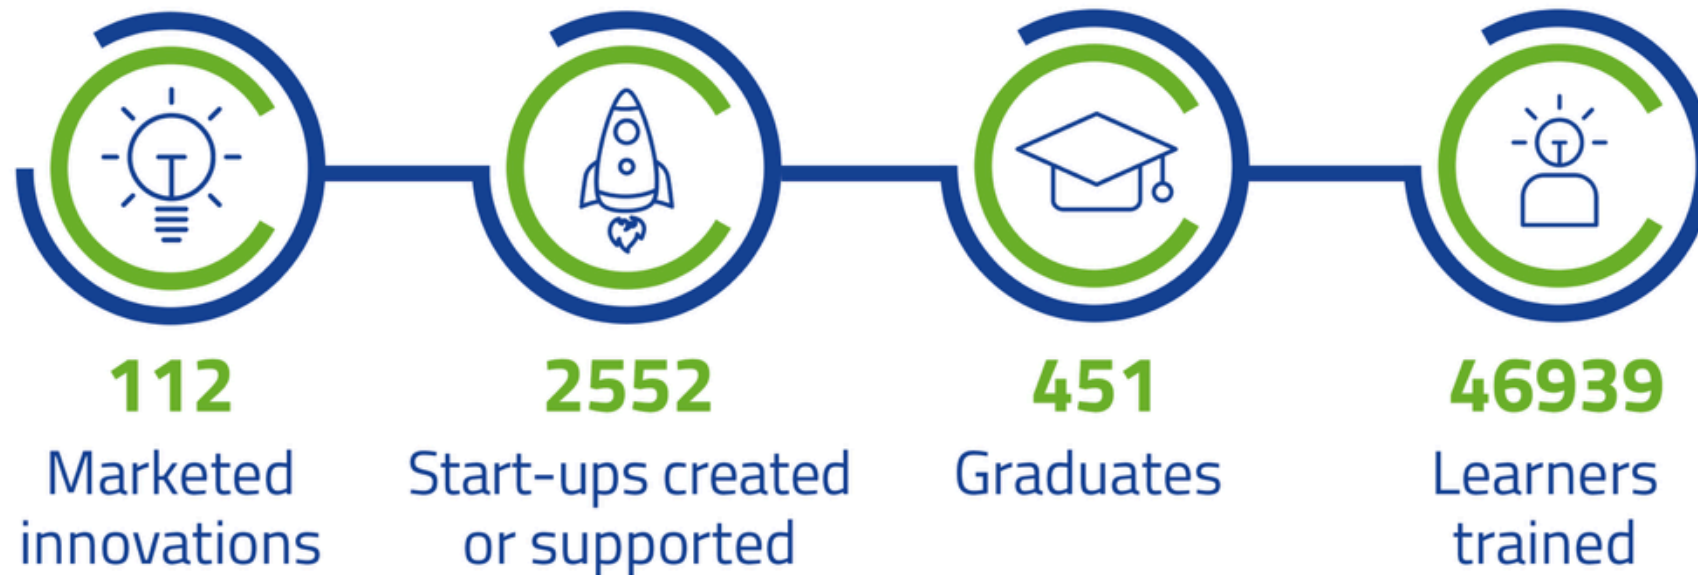 112
Marketed
innovations
2552
Start-ups created
or supported
451
Graduates
46939
Learners
trained